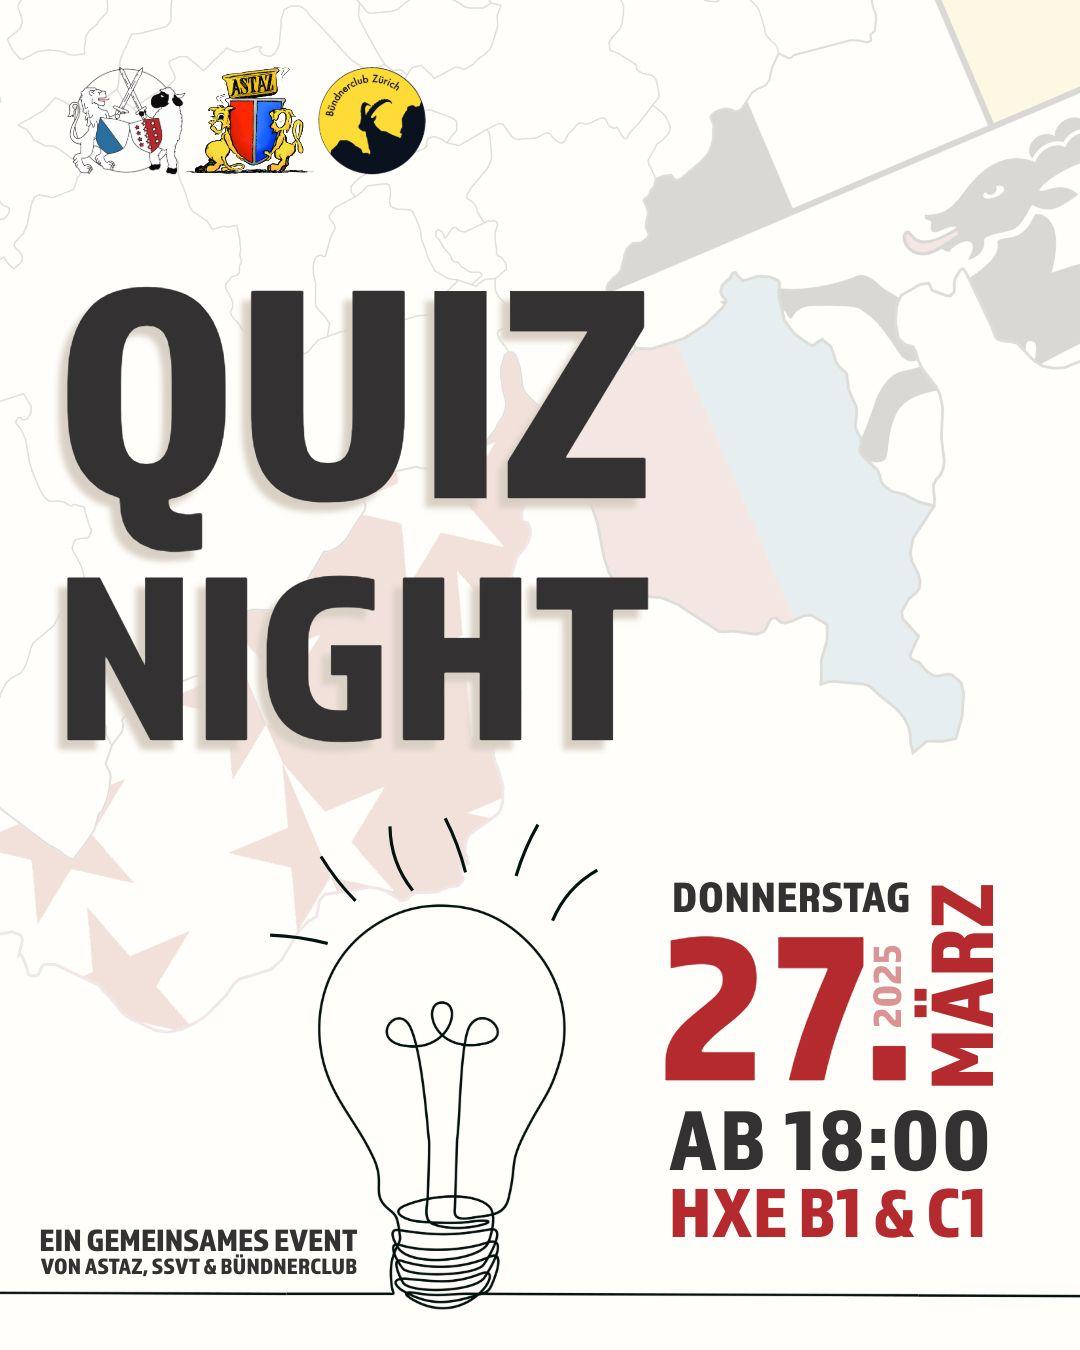 ASTAZ
Bündnerclub Zürich
QUIZ
NIGHT
DONNERSTAG
27.
2025
MÄRZ
AB 18:00
HXE B1 & C1
EIN GEMEINSAMES EVENT
VON ASTAZ, SSVT & BÜNDNERCLUB